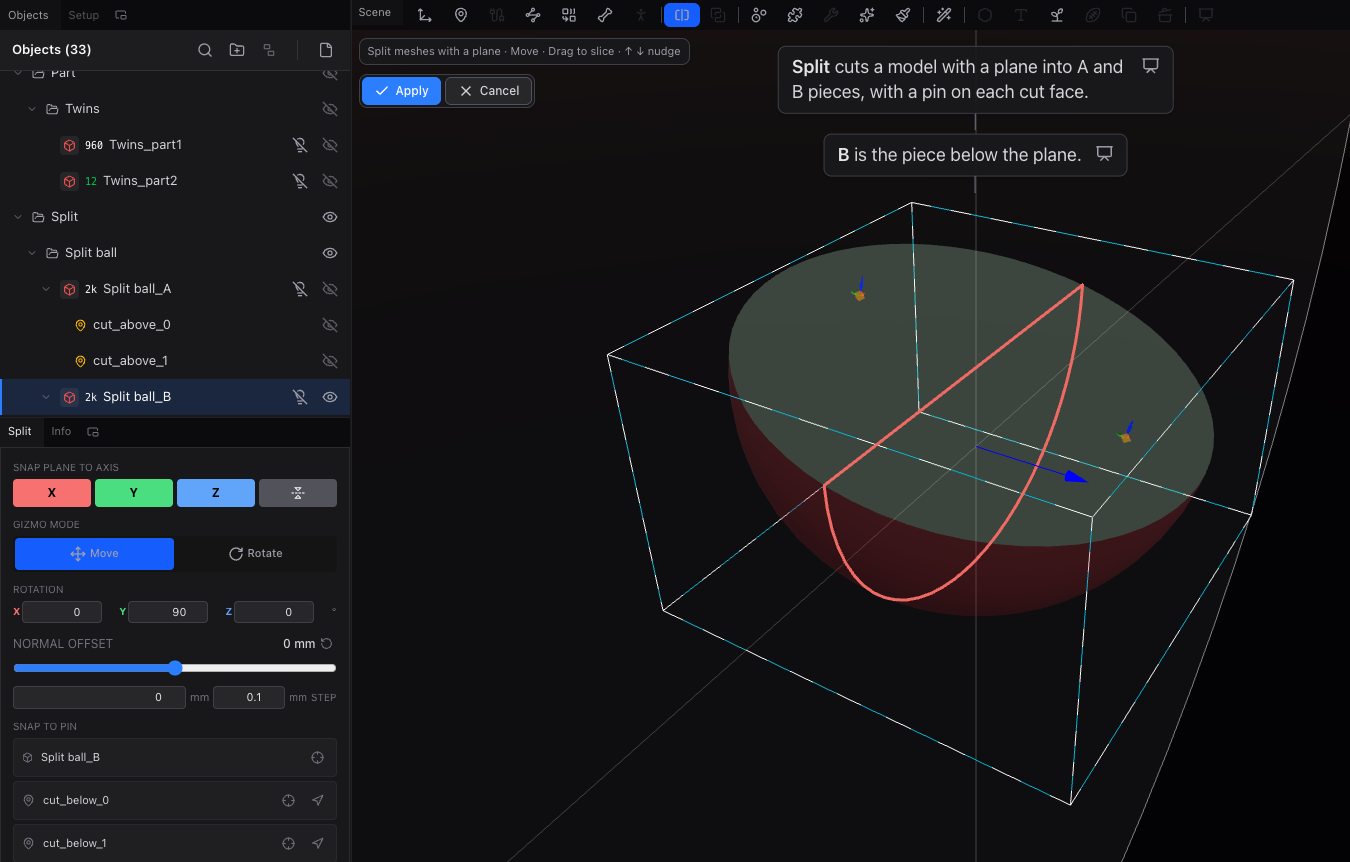 Objects
Setup
Scene
Objects (33)
Split meshes with a plane · Move · Drag to slice · ↑ ↓ nudge
Apply
Cancel
Split cuts a model with a plane into A and
B pieces, with a pin on each cut face.
B is the piece below the plane.
Part
Twins
960 Twins_part1
12 Twins_part2
Split
Split ball
2k Split ball_A
cut_above_0
cut_above_1
2k Split ball_B
Split
Info
SNAP PLANE TO AXIS
X Y Z
GIZMO MODE
Move Rotate
ROTATION
X 0 Y 90 Z 0 °
NORMAL OFFSET 0 mm
0 mm 0.1 mm STEP
SNAP TO PIN
Split ball_B
cut_below_0
cut_below_1